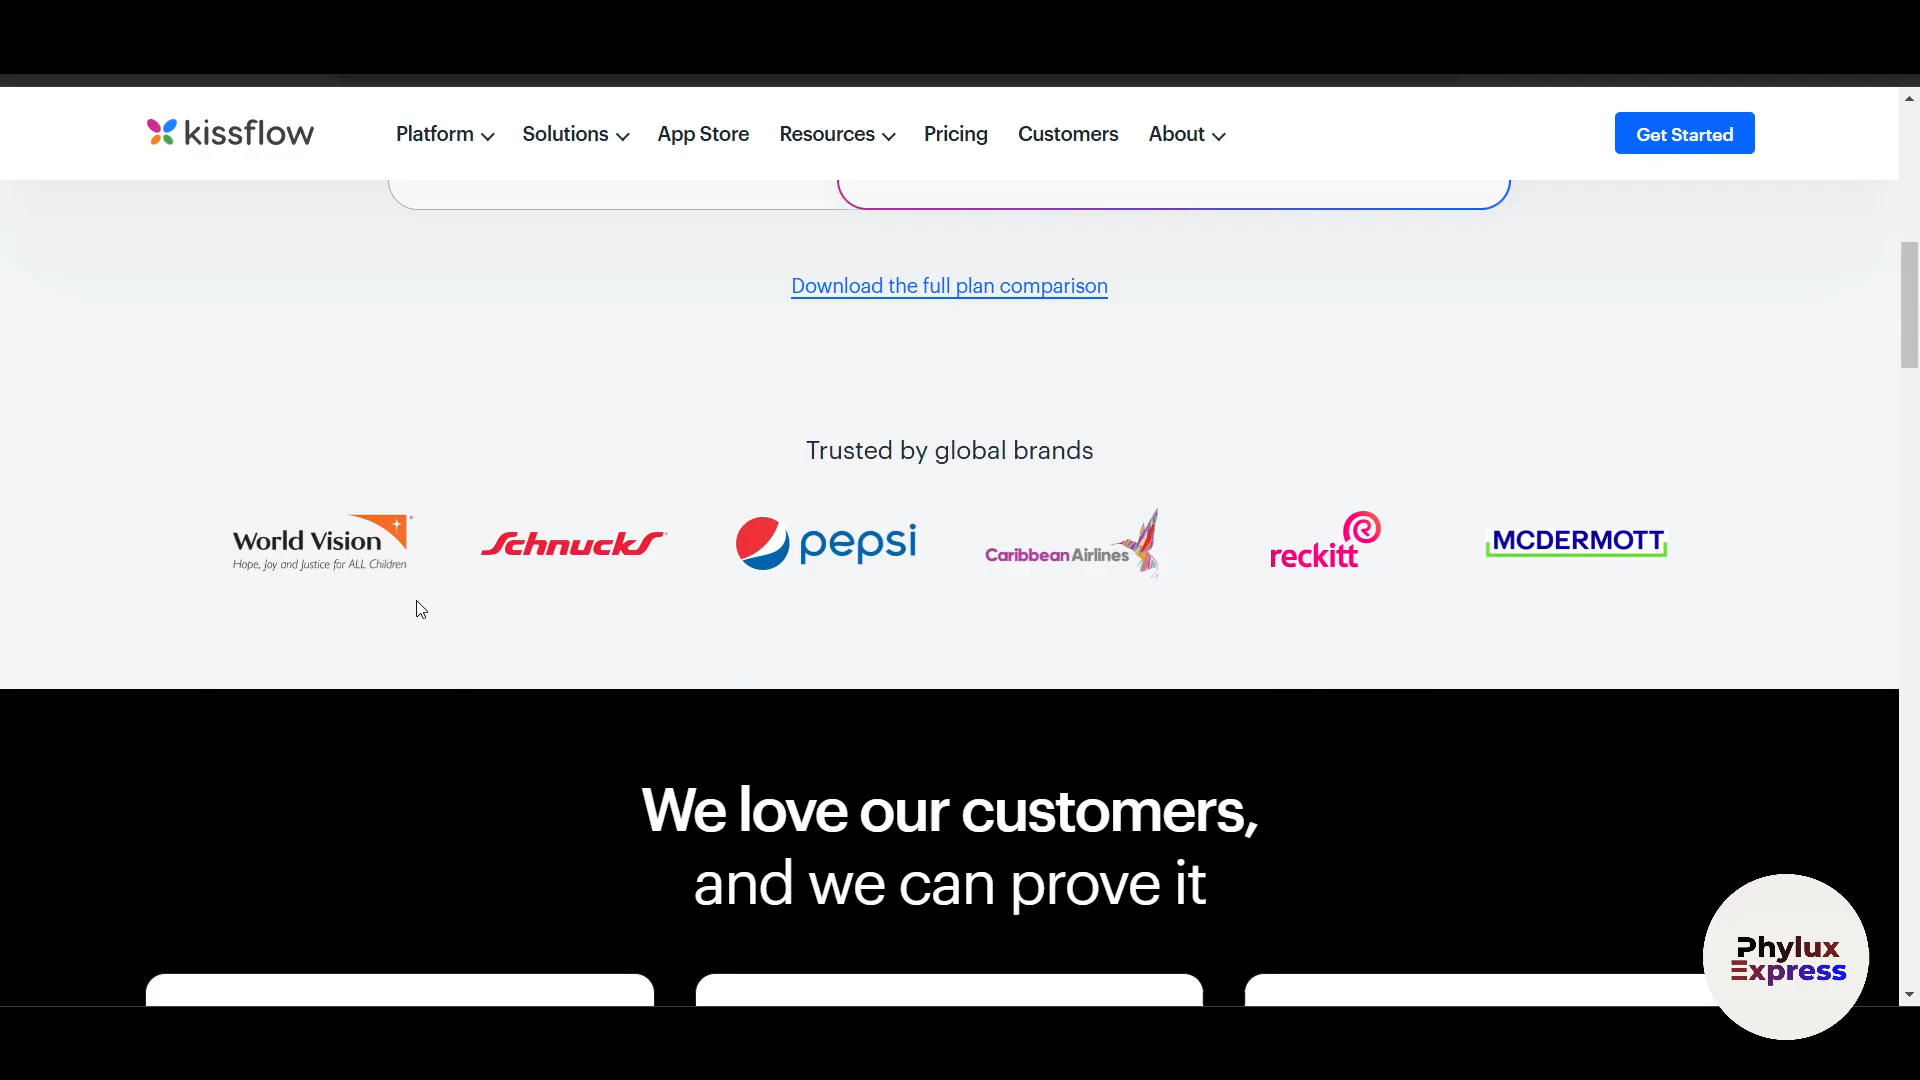 kissflow
Platform Solutions App Store Resources Pricing Customers About
Get Started
Download the full plan comparison
Trusted by global brands
World Vision
Hope, Joy and Justice for ALL Children
Schnucks
pepsi
Caribbean Airlines
reckitt
MCDERMOTT
We love our customers,
and we can prove it
Phylux
Express